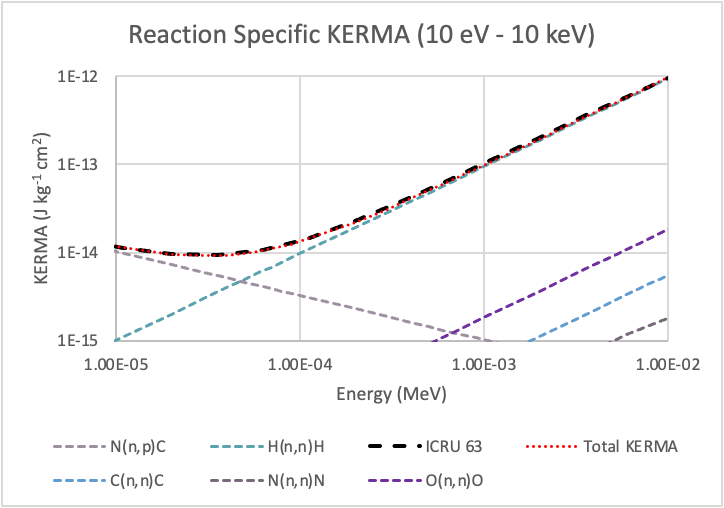 Reaction Specific KERMA (10 eV - 10 keV)
1E-12
1E-13
1E-14
1E-15
KERMA (J kg⁻¹ cm²)
1.00E-05 1.00E-04 1.00E-03 1.00E-02
Energy (MeV)
N(n,p)C H(n,n)H ICRU 63 Total KERMA
C(n,n)C N(n,n)N O(n,n)O